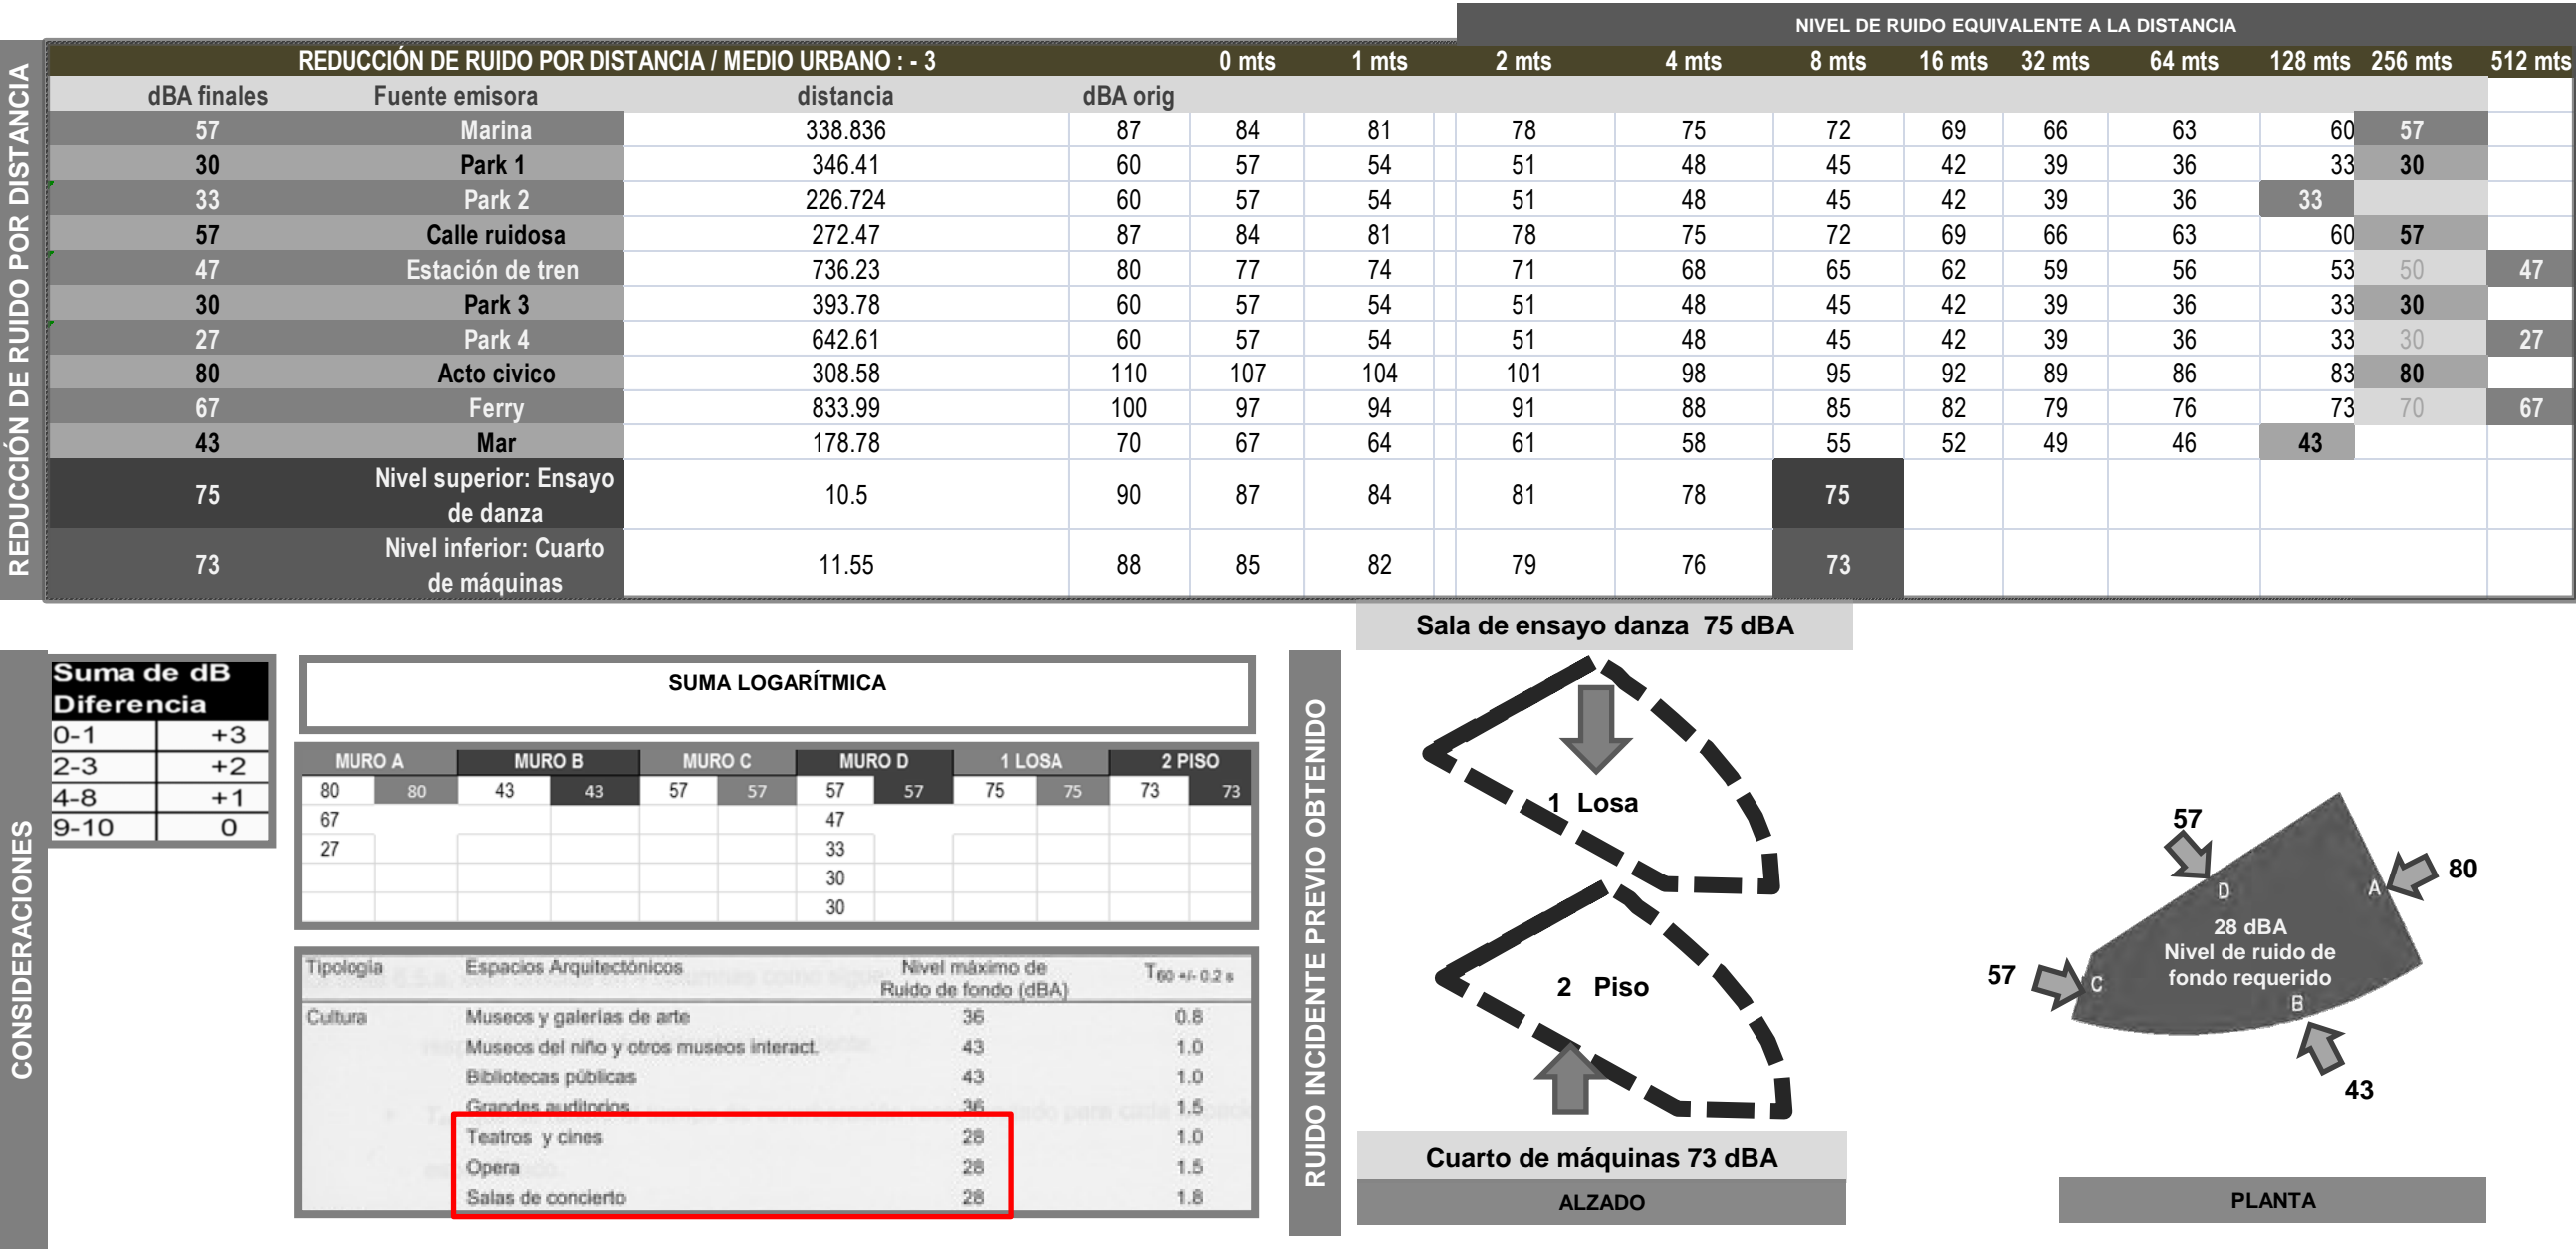 NIVEL DE RUIDO EQUIVALENTE A LA DISTANCIA
REDUCCIÓN DE RUIDO POR DISTANCIA
REDUCCIÓN DE RUIDO POR DISTANCIA / MEDIO URBANO : - 3 0 mts 1 mts 2 mts 4 mts 8 mts 16 mts 32 mts 64 mts 128 mts 256 mts 512 mts
dBA finales Fuente emisora distancia dBA orig
57 Marina 338.836 87 84 81 78 75 72 69 66 63 60 57
30 Park 1 346.41 60 57 54 51 48 45 42 39 36 33 30
33 Park 2 226.724 60 57 54 51 48 45 42 39 36 33
57 Calle ruidosa 272.47 87 84 81 78 75 72 69 66 63 60 57
47 Estación de tren 736.23 80 77 74 71 68 65 62 59 56 53 50 47
30 Park 3 393.78 60 57 54 51 48 45 42 39 36 33 30
27 Park 4 642.61 60 57 54 51 48 45 42 39 36 33 30 27
80 Acto civico 308.58 110 107 104 101 98 95 92 89 86 83 80
67 Ferry 833.99 100 97 94 91 88 85 82 79 76 73 70 67
43 Mar 178.78 70 67 64 61 58 55 52 49 46 43
75 Nivel superior: Ensayo de danza 10.5 90 87 84 81 78 75
73 Nivel inferior: Cuarto de máquinas 11.55 88 85 82 79 76 73
CONSIDERACIONES
Suma de dB
Diferencia
0-1 +3
2-3 +2
4-8 +1
9-10 0
SUMA LOGARÍTMICA
MURO A MURO B MURO C MURO D 1 LOSA 2 PISO
80 80 43 43 57 57 57 57 75 75 73 73
67 47
27 33
30
30
Tipología Espacios Arquitectónicos Nivel máximo de Ruido de fondo (dBA) T60 +/- 0.2 s
Cultura Museos y galerías de arte 36 0.8
Museos del niño y otros museos interact. 43 1.0
Bibliotecas públicas 43 1.0
Grandes auditorios 36 1.5
Teatros y cines 28 1.0
Opera 28 1.5
Salas de concierto 28 1.8
RUIDO INCIDENTE PREVIO OBTENIDO
Sala de ensayo danza 75 dBA
1 Losa
2 Piso
Cuarto de máquinas 73 dBA
ALZADO
57
D
A
80
28 dBA
Nivel de ruido de
fondo requerido
57
C
B
43
PLANTA